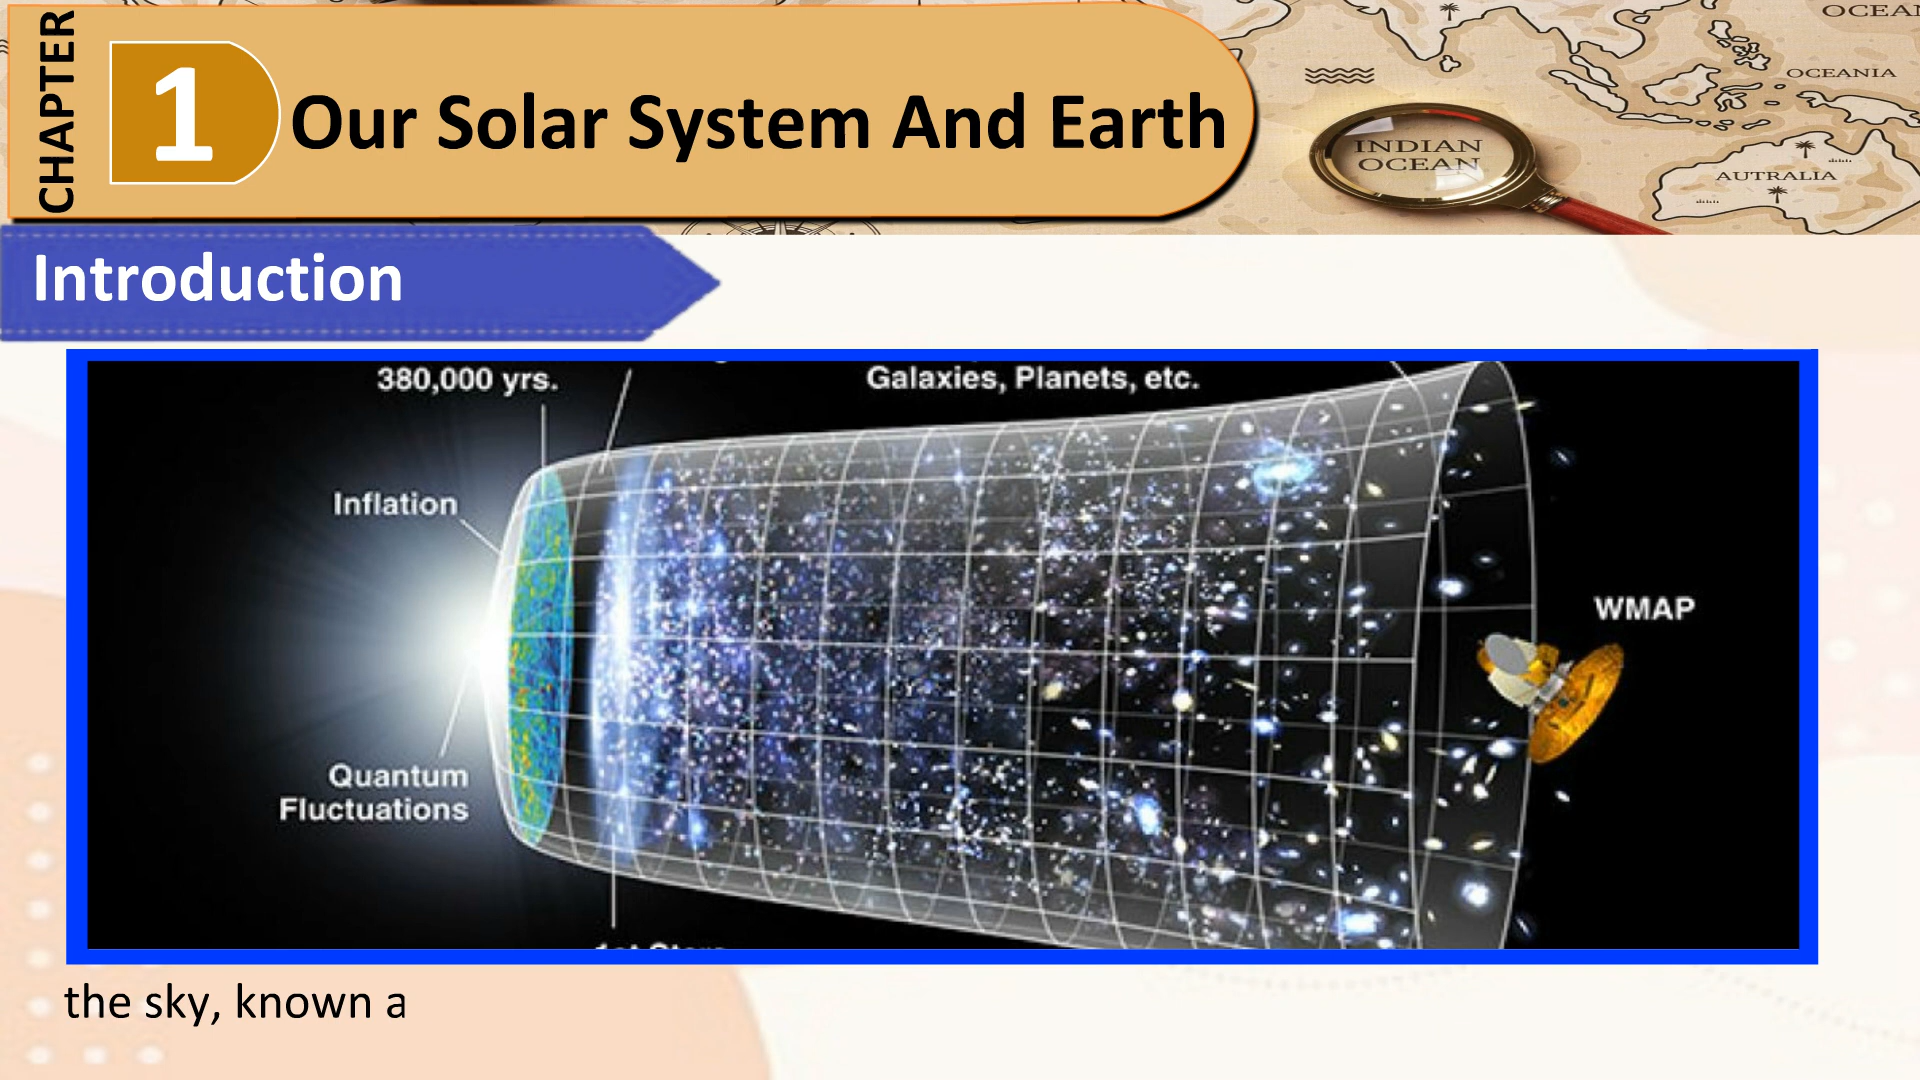 CHAPTER
1
Our Solar System And Earth
OCEANIA
INDIAN
OCEAN
AUTRALIA
Introduction
380,000 yrs.
Galaxies, Planets, etc.
Inflation
WMAP
Quantum
Fluctuations
the sky, known a